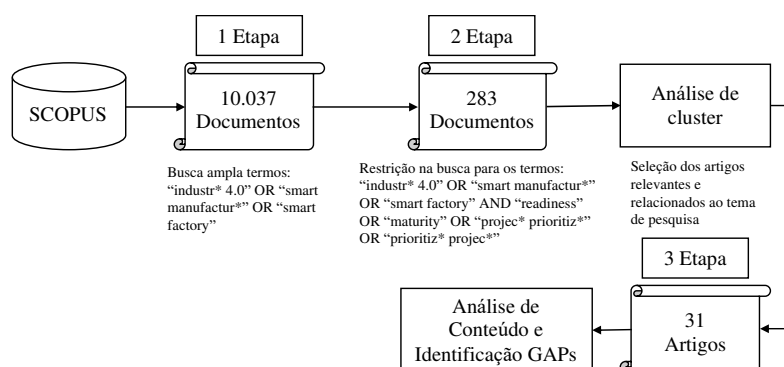 1 Etapa
2 Etapa
SCOPUS
10.037
Documentos
283
Documentos
Análise de
cluster
Busca ampla termos:
“industr* 4.0” OR “smart
manufactur*” OR “smart
factory”
Restrição na busca para os termos:
“industr* 4.0” OR “smart manufactur*”
OR “smart factory” AND “readiness”
OR “maturity” OR “projec* prioritiz*”
OR “prioritiz* projec*”
Seleção dos artigos
relevantes e
relacionados ao tema
de pesquisa
3 Etapa
31
Artigos
Análise de
Conteúdo e
Identificação GAPs